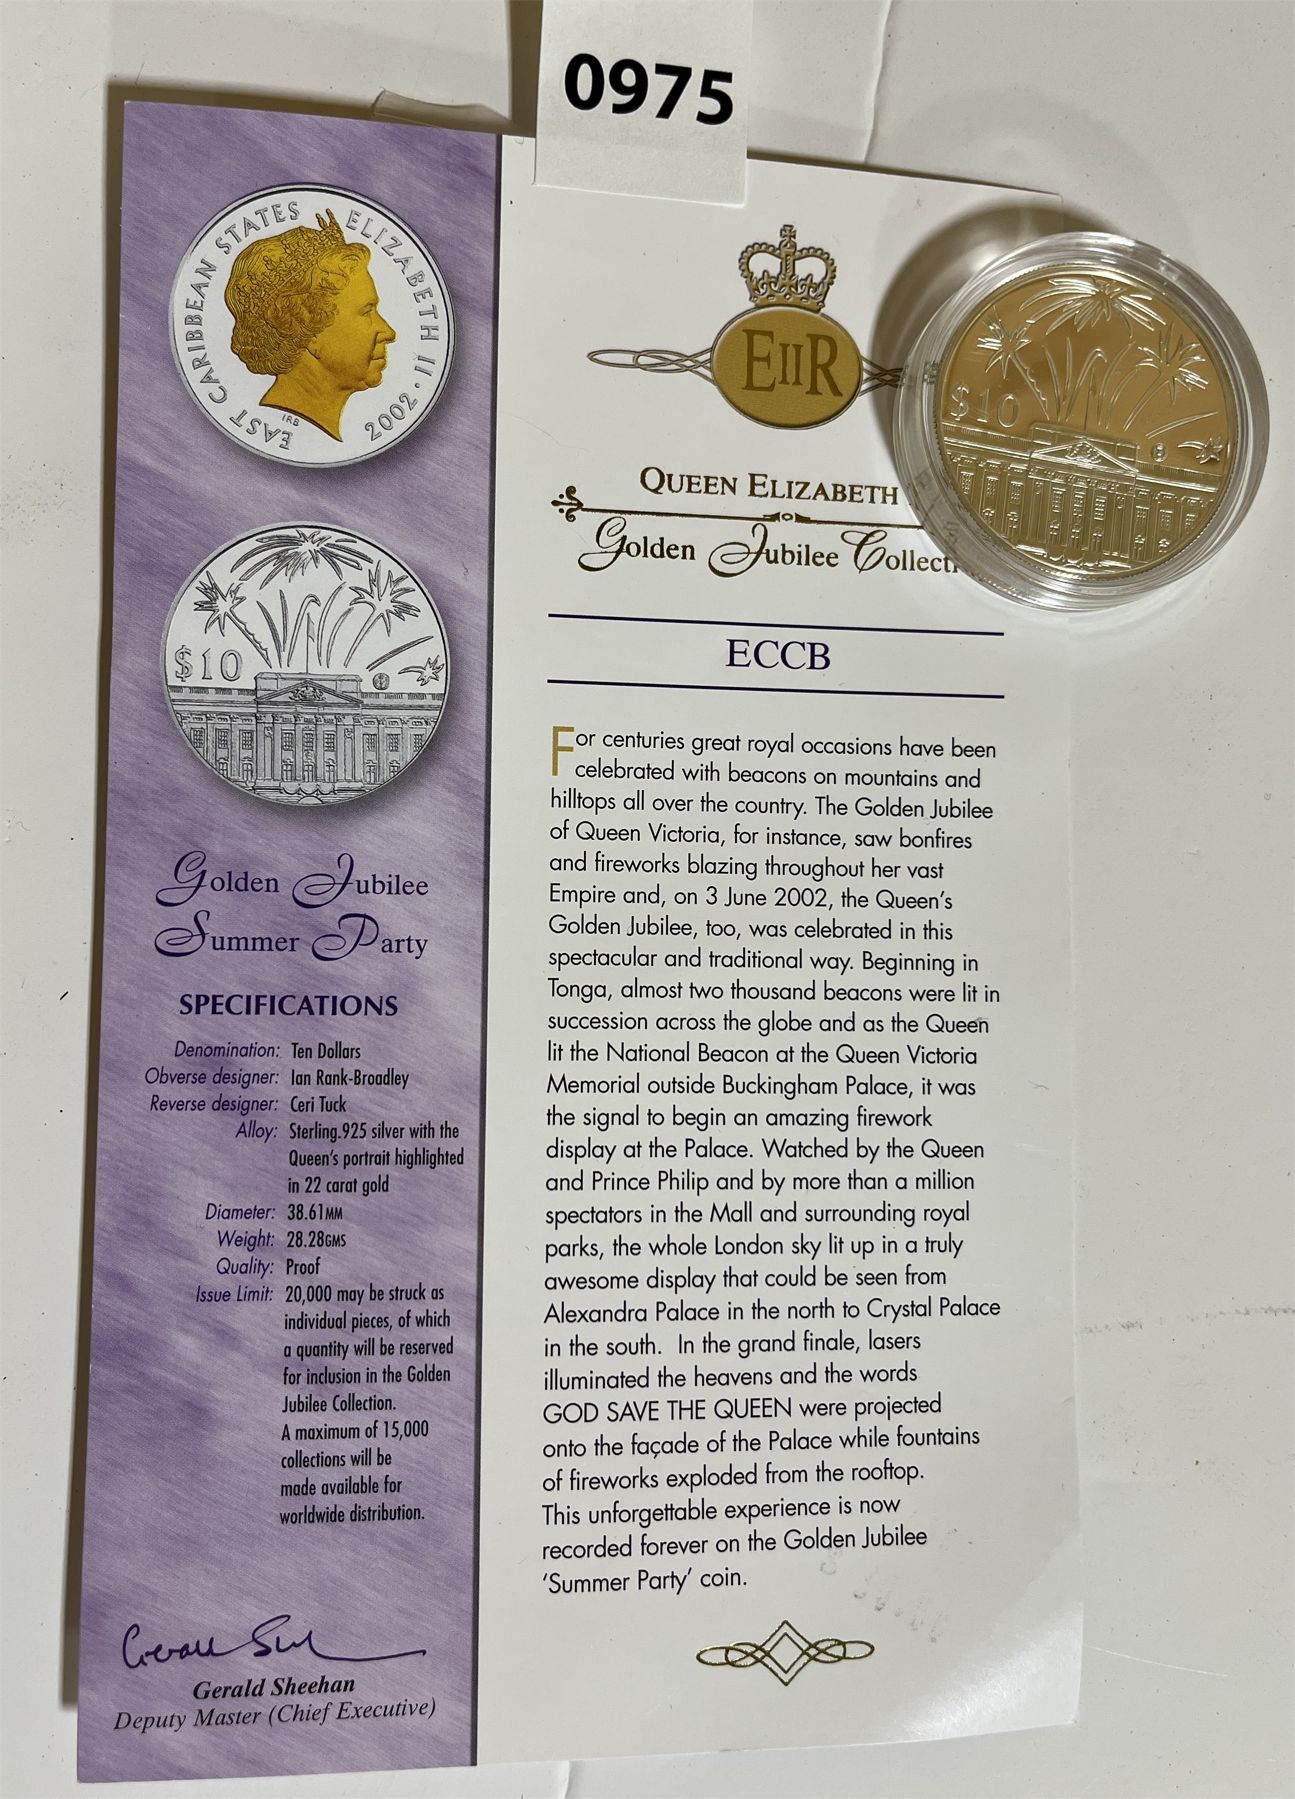 0975
EAST CARIBBEAN STATES ELIZABETH II · 2002
IRB
$10
Golden Jubilee
Summer Party
SPECIFICATIONS
Denomination: Ten Dollars
Obverse designer: Ian Rank-Broadley
Reverse designer: Ceri Tuck
Alloy: Sterling.925 silver with the
Queen's portrait highlighted
in 22 carat gold
Diameter: 38.61MM
Weight: 28.28GMS
Quality: Proof
Issue Limit: 20,000 may be struck as
individual pieces, of which
a quantity will be reserved
for inclusion in the Golden
Jubilee Collection.
A maximum of 15,000
collections will be
made available for
worldwide distribution.
Gerald Sheehan
Deputy Master (Chief Executive)
EIIR
QUEEN ELIZABETH
Golden Jubilee Collecti
ECCB
For centuries great royal occasions have been
celebrated with beacons on mountains and
hilltops all over the country. The Golden Jubilee
of Queen Victoria, for instance, saw bonfires
and fireworks blazing throughout her vast
Empire and, on 3 June 2002, the Queen's
Golden Jubilee, too, was celebrated in this
spectacular and traditional way. Beginning in
Tonga, almost two thousand beacons were lit in
succession across the globe and as the Queen
lit the National Beacon at the Queen Victoria
Memorial outside Buckingham Palace, it was
the signal to begin an amazing firework
display at the Palace. Watched by the Queen
and Prince Philip and by more than a million
spectators in the Mall and surrounding royal
parks, the whole London sky lit up in a truly
awesome display that could be seen from
Alexandra Palace in the north to Crystal Palace
in the south. In the grand finale, lasers
illuminated the heavens and the words
GOD SAVE THE QUEEN were projected
onto the façade of the Palace while fountains
of fireworks exploded from the rooftop.
This unforgettable experience is now
recorded forever on the Golden Jubilee
'Summer Party' coin.
$10